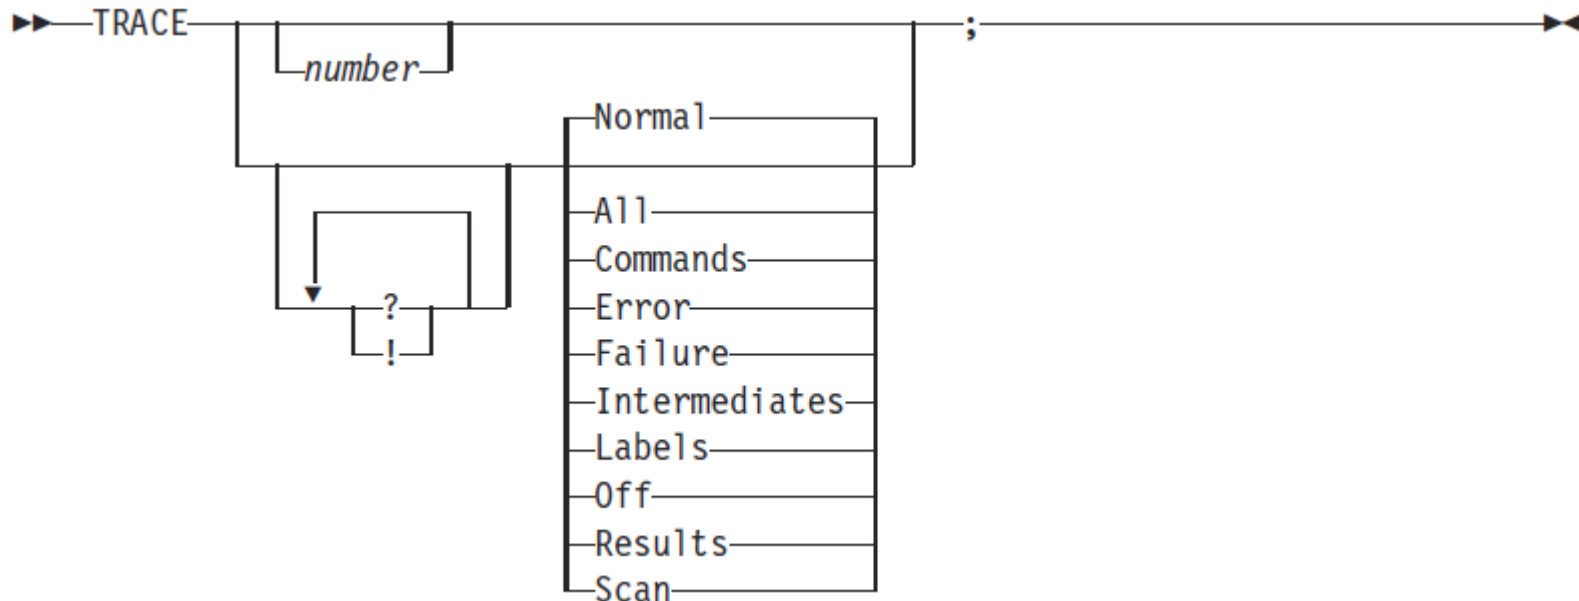 TRACE ;
number
Normal
All
Commands
? Error
! Failure
Intermediates
Labels
Off
Results
Scan